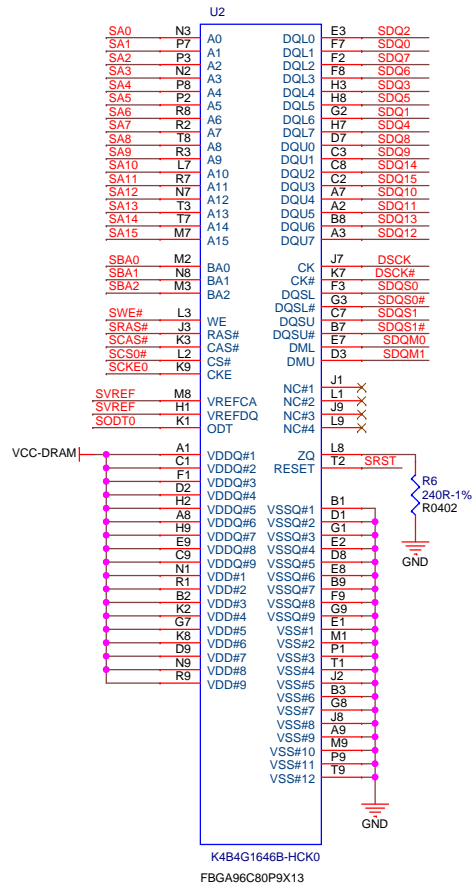 U2
SA0 N3 A0 DQL0 E3 SDQ2
SA1 P7 A1 DQL1 F7 SDQ0
SA2 P3 A2 DQL2 F2 SDQ7
SA3 N2 A3 DQL3 F8 SDQ6
SA4 P8 A4 DQL4 H3 SDQ3
SA5 P2 A5 DQL5 H8 SDQ5
SA6 R8 A6 DQL6 G2 SDQ1
SA7 R2 A7 DQL7 H7 SDQ4
SA8 T8 A8 DQU0 D7 SDQ8
SA9 R3 A9 DQU1 C3 SDQ9
SA10 L7 A10 DQU2 C8 SDQ14
SA11 R7 A11 DQU3 C2 SDQ15
SA12 N7 A12 DQU4 A7 SDQ10
SA13 T3 A13 DQU5 A2 SDQ11
SA14 T7 A14 DQU6 B8 SDQ13
SA15 M7 A15 DQU7 A3 SDQ12
SBA0 M2 BA0 CK J7 DSCK
SBA1 N8 BA1 CK# K7 DSCK#
SBA2 M3 BA2 DQSL F3 SDQS0
DQSL# G3 SDQS0#
SWE# L3 WE DQSU C7 SDQS1
SRAS# J3 RAS# DQSU# B7 SDQS1#
SCAS# K3 CAS# DML E7 SDQM0
SCS0# L2 CS# DMU D3 SDQM1
SCKE0 K9 CKE
NC#1 J1
SVREF M8 VREFCA NC#2 L1
SVREF H1 VREFDQ NC#3 J9
SODT0 K1 ODT NC#4 L9
VCC-DRAM A1 VDDQ#1 ZQ L8
C1 VDDQ#2 RESET T2 SRST
F1 VDDQ#3
R6
D2 VDDQ#4
240R-1%
H2 VDDQ#5 VSSQ#1 B1
R0402
A8 VDDQ#6 VSSQ#2 D1
H9 VDDQ#7 VSSQ#3 G1
E9 VDDQ#8 VSSQ#4 E2
C9 VDDQ#9 VSSQ#5 D8
GND
N1 VDD#1 VSSQ#6 E8
R1 VDD#2 VSSQ#7 B9
B2 VDD#3 VSSQ#8 F9
K2 VDD#4 VSSQ#9 G9
G7 VDD#5 VSS#1 E1
K8 VDD#6 VSS#2 M1
D9 VDD#7 VSS#3 P1
N9 VDD#8 VSS#4 T1
R9 VDD#9 VSS#5 J2
VSS#6 B3
VSS#7 G8
VSS#8 J8
VSS#9 A9
VSS#10 M9
VSS#11 P9
VSS#12 T9
GND
K4B4G1646B-HCK0
FBGA96C80P9X13